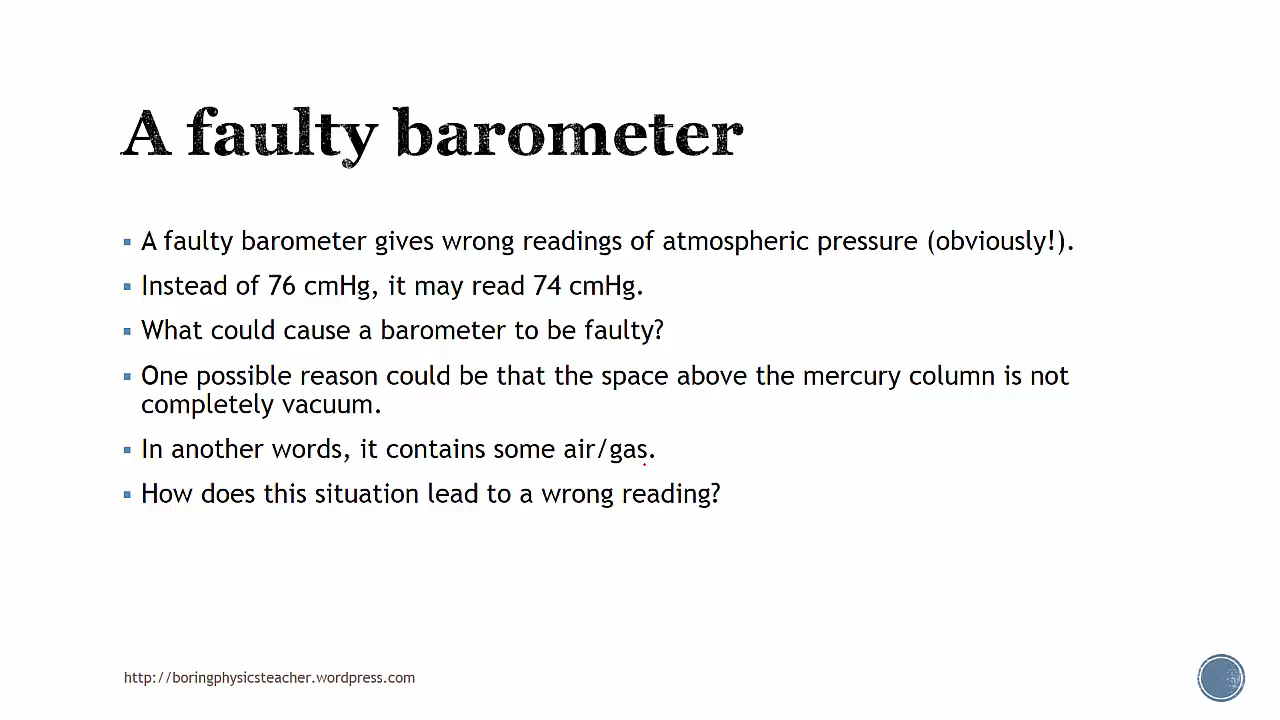 A faulty barometer
A faulty barometer gives wrong readings of atmospheric pressure (obviously!).
Instead of 76 cmHg, it may read 74 cmHg.
What could cause a barometer to be faulty?
One possible reason could be that the space above the mercury column is not
completely vacuum.
In another words, it contains some air/gas.
How does this situation lead to a wrong reading?
http://boringphysicsteacher.wordpress.com